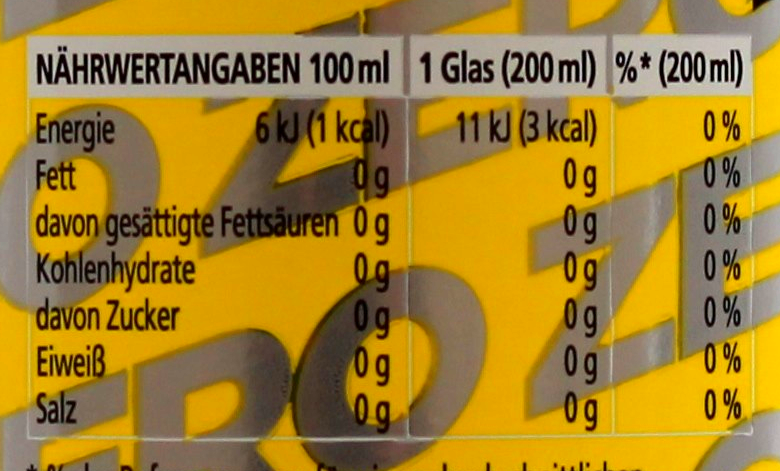 NÄHRWERTANGABEN 100 ml 1 Glas (200 ml) %* (200 ml)
Energie 6 kJ (1 kcal) 11 kJ (3 kcal) 0 %
Fett 0 g 0 g 0 %
davon gesättigte Fettsäuren 0 g 0 g 0 %
Kohlenhydrate 0 g 0 g 0 %
davon Zucker 0 g 0 g 0 %
Eiweiß 0 g 0 g 0 %
Salz 0 g 0 g 0 %